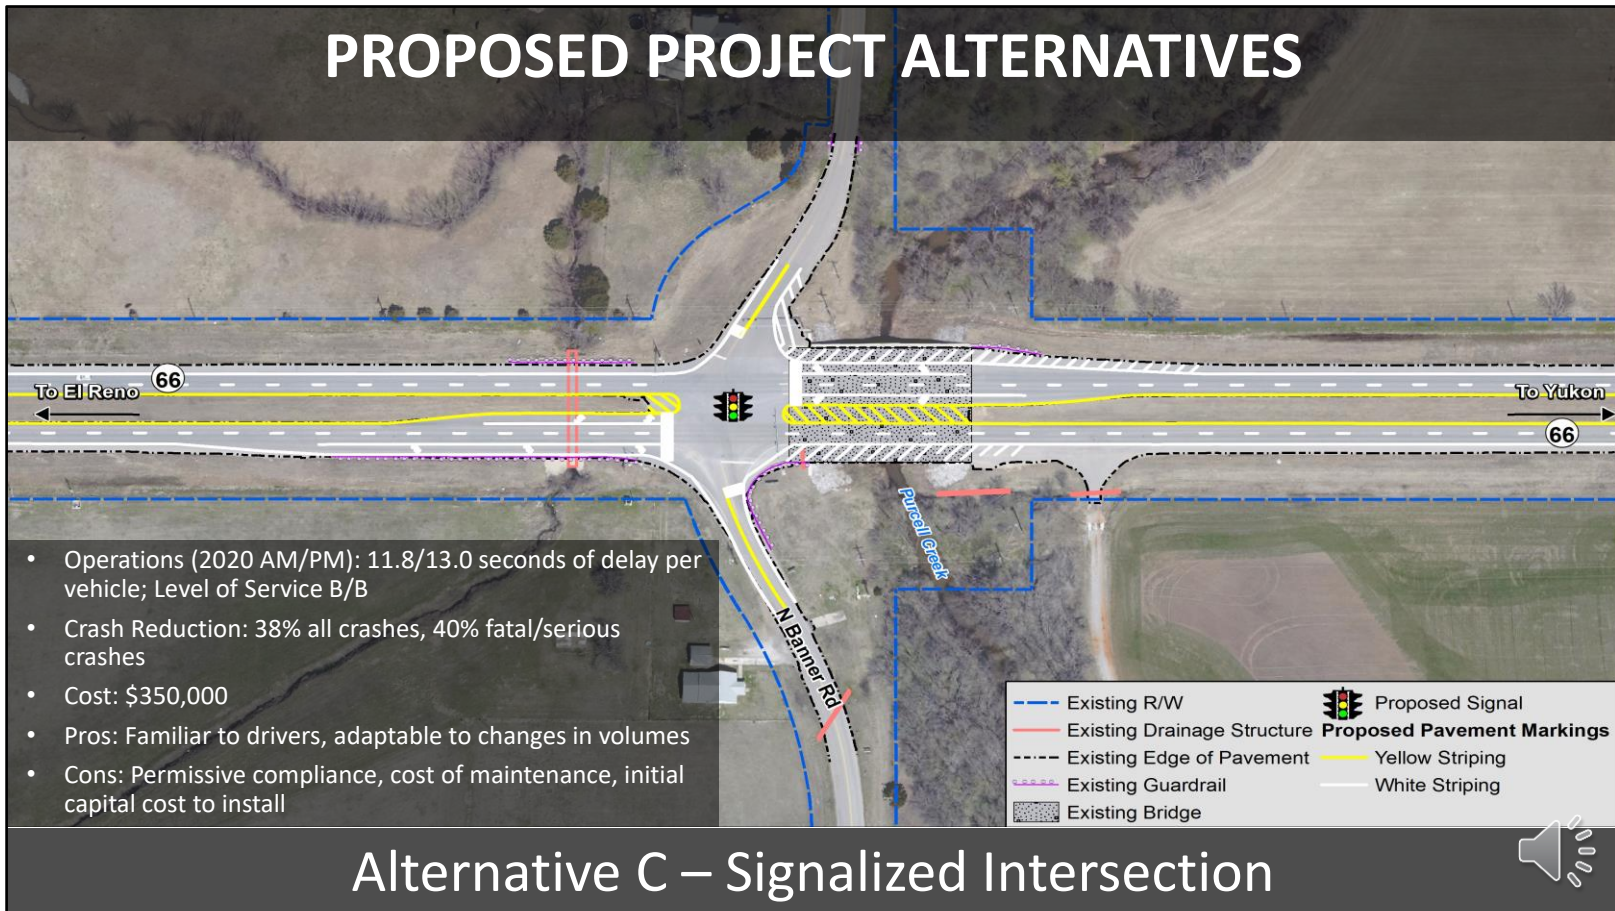 PROPOSED PROJECT ALTERNATIVES
To El Reno
66
To Yukon
66
Purcell Creek
N Banner Rd
• Operations (2020 AM/PM): 11.8/13.0 seconds of delay per
vehicle; Level of Service B/B
• Crash Reduction: 38% all crashes, 40% fatal/serious
crashes
• Cost: $350,000
• Pros: Familiar to drivers, adaptable to changes in volumes
• Cons: Permissive compliance, cost of maintenance, initial
capital cost to install
Existing R/W
Existing Drainage Structure
Existing Edge of Pavement
Existing Guardrail
Existing Bridge
Proposed Signal
Proposed Pavement Markings
Yellow Striping
White Striping
Alternative C – Signalized Intersection